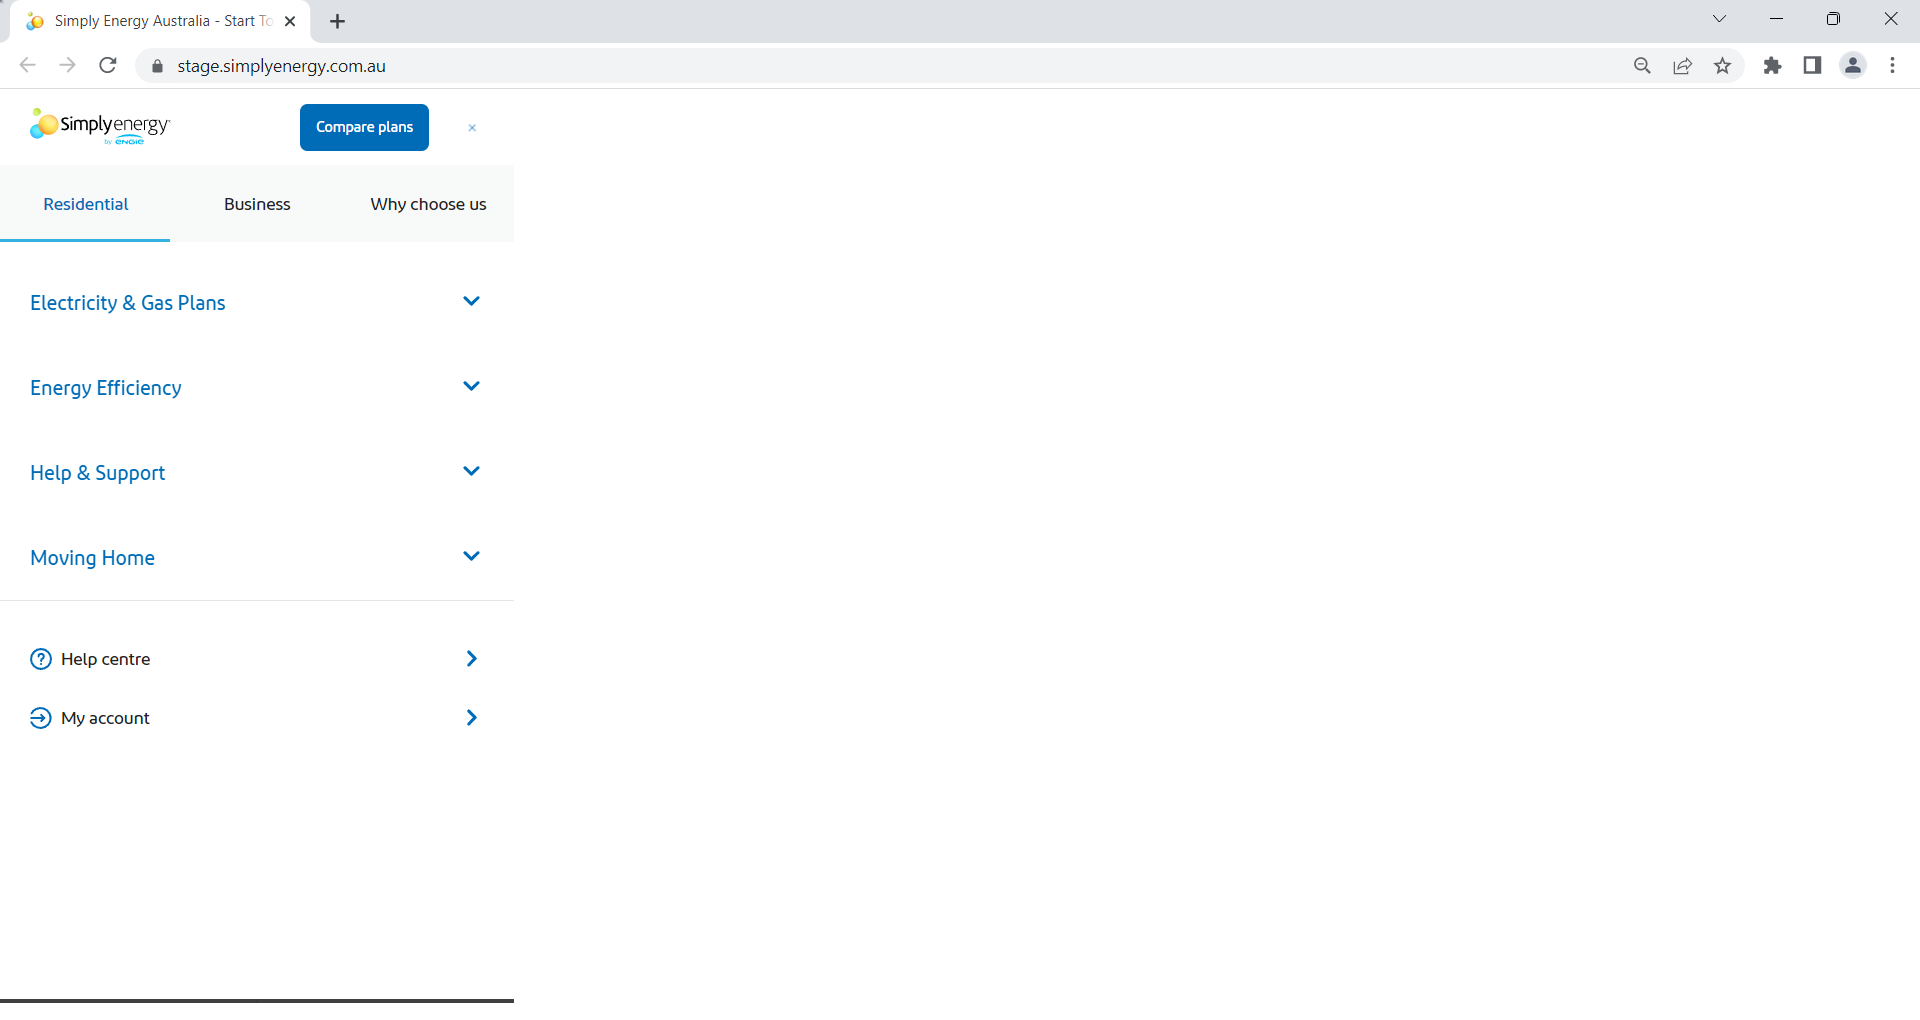 Simply Energy Australia - Start To
stage.simplyenergy.com.au
Simplyenergy
by ENGIE
Compare plans
Residential
Business
Why choose us
Electricity & Gas Plans
Energy Efficiency
Help & Support
Moving Home
Help centre
My account